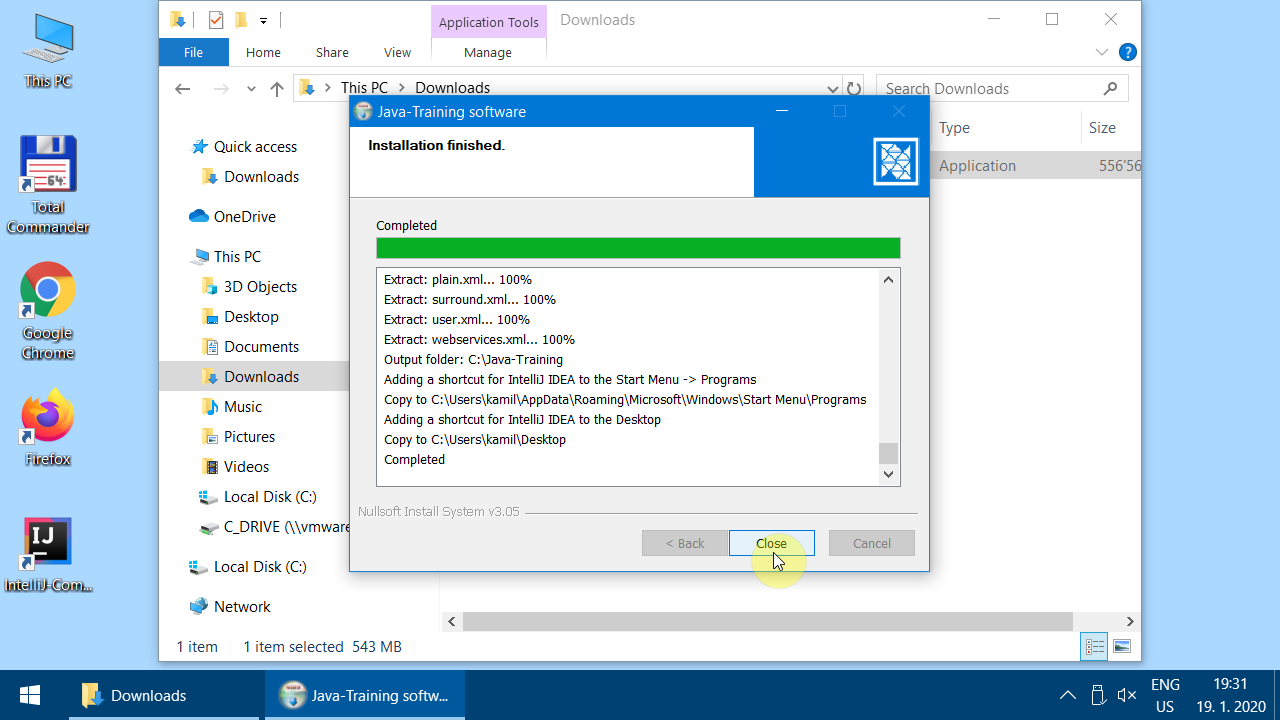 This PC
Total
Commander
64
Google
Chrome
Firefox
IJ
IntelliJ-Com...
Application Tools
Downloads
File
Home
Share
View
Manage
?
This PC
Downloads
Search Downloads
Quick access
Downloads
OneDrive
This PC
3D Objects
Desktop
Documents
Downloads
Music
Pictures
Videos
Local Disk (C:)
C_DRIVE (\\vmware
Local Disk (C:)
Network
Type
Size
Application
556'56
1 item
1 item selected 543 MB
Java-Training software
Installation finished.
Completed
Extract: plain.xml... 100%
Extract: surround.xml... 100%
Extract: user.xml... 100%
Extract: webservices.xml... 100%
Output folder: C:\Java-Training
Adding a shortcut for IntelliJ IDEA to the Start Menu -> Programs
Copy to C:\Users\kamil\AppData\Roaming\Microsoft\Windows\Start Menu\Programs
Adding a shortcut for IntelliJ IDEA to the Desktop
Copy to C:\Users\kamil\Desktop
Completed
Nullsoft Install System v3.05
< Back
Close
Cancel
Downloads
Java-Training softw...
ENG
US
19:31
19. 1. 2020